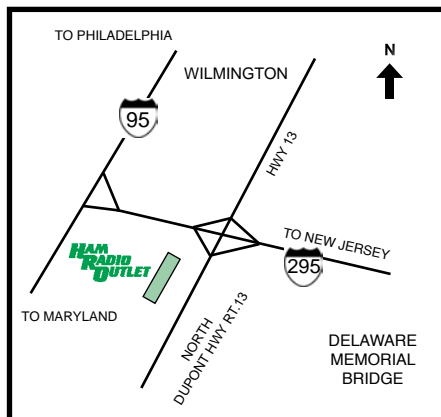 TO PHILADELPHIA
WILMINGTON
N
95
HWY 13
TO NEW JERSEY
295
HAM
RADIO
OUTLET
TO MARYLAND
NORTH
DUPONT HWY RT.13
DELAWARE
MEMORIAL
BRIDGE